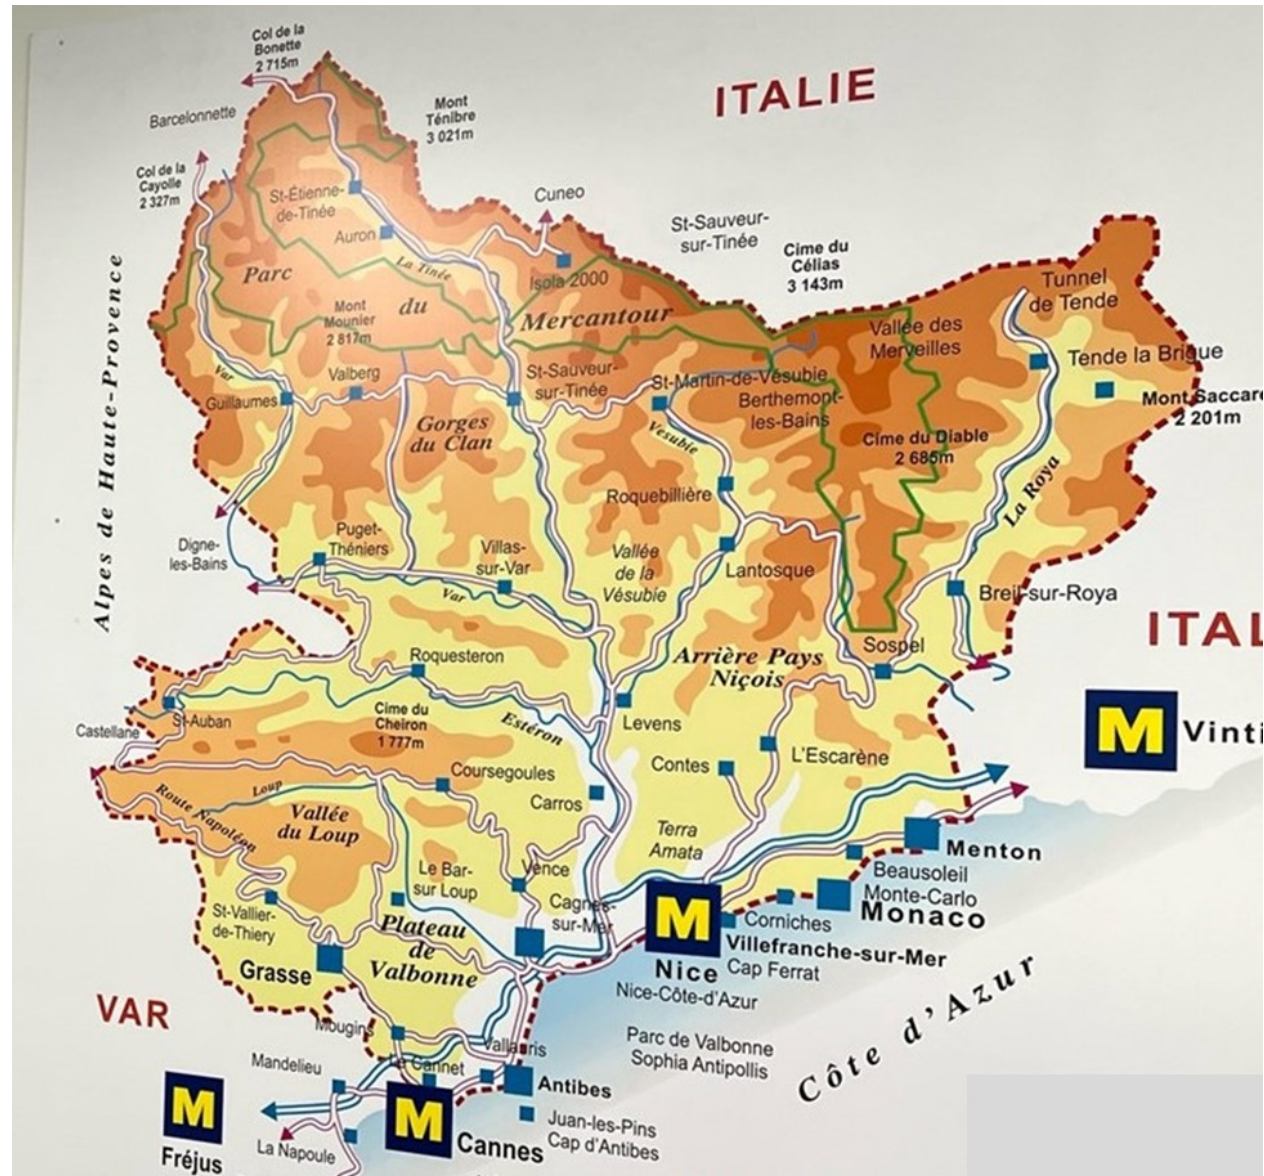 Col de la
Bonette
2 715m
ITALIE
Mont
Ténibre
3 021m
Barcelonnette
Col de la
Cayolle
2 327m
St-Étienne-
de-Tinée
Cuneo
St-Sauveur-
sur-Tinée
Auron
Cime du
Célias
3 143m
La Tinée
Isola 2000
Parc
du
Mercantour
Tunnel
de Tende
Alpes de Haute-Provence
Mont
Mounier
2 817m
Vallée des
Merveilles
Tende la Brigue
Var
Valberg
St-Sauveur-
sur-Tinée
St-Martin-de-Vésubie
Berthemont-
les-Bains
Guillaumes
Mont Saccare
2 201m
Gorges
du Clan
Vesubie
Cime du Diable
2 685m
Roquebillière
La Roya
Digne-
les-Bains
Puget-
Théniers
Villas-
sur-Var
Vallée
de la
Vésubie
Lantosque
Var
Breil-sur-Roya
ITAL
Roquesteron
Arrière Pays
Niçois
Sospel
St-Auban
Castellane
Cime du
Cheiron
1 777m
Estéron
Levens
M Vinti
Contes
L'Escarène
Coursegoules
Carros
Route Napoléon
Loup
Vallée
du Loup
Terra
Amata
Menton
Le Bar-
sur Loup
Vence
Beausoleil
Monte-Carlo
Monaco
Cagnes-
sur-Mer
St-Vallier-
de-Thiery
M
Corniches
Villefranche-sur-Mer
Cap Ferrat
Nice
Nice-Côte-d'Azur
Plateau
de
Valbonne
Grasse
VAR
Mougins
Parc de Valbonne
Sophia Antipollis
Côte d'Azur
Mandelieu
Le Cannet
Vallauris
Antibes
Juan-les-Pins
Cap d'Antibes
M
Fréjus
La Napoule
M
Cannes